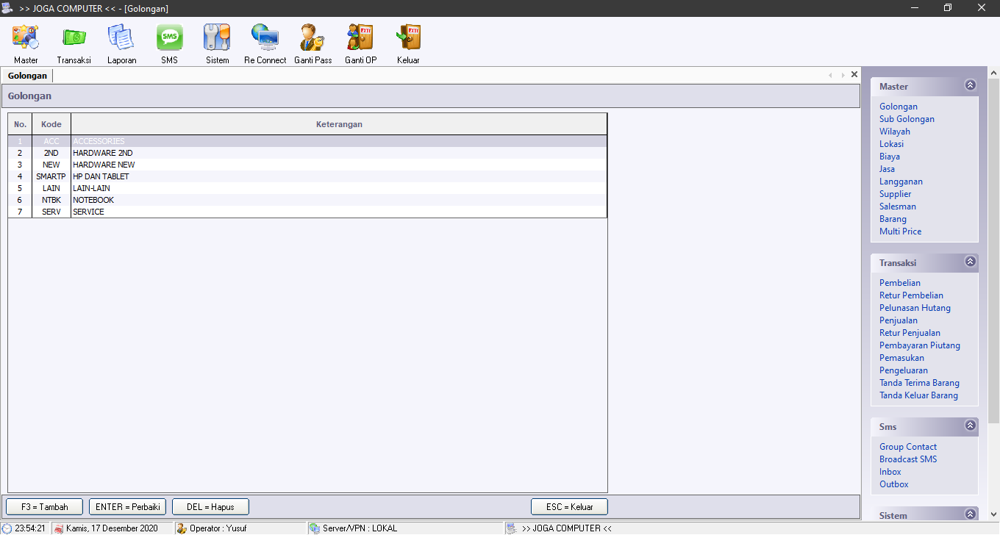 >> JOGA COMPUTER << - [Golongan]
Master Transaksi Laporan SMS Sistem Re Connect Ganti Pass Ganti OP Keluar
Golongan
Golongan
No. Kode Keterangan
1 ACC ACCESSORIES
2 2ND HARDWARE 2ND
3 NEW HARDWARE NEW
4 SMARTP HP DAN TABLET
5 LAIN LAIN-LAIN
6 NTBK NOTEBOOK
7 SERV SERVICE
F3 = Tambah ENTER = Perbaiki DEL = Hapus ESC = Keluar
Master
Golongan
Sub Golongan
Wilayah
Lokasi
Biaya
Jasa
Langganan
Supplier
Salesman
Barang
Multi Price
Transaksi
Pembelian
Retur Pembelian
Pelunasan Hutang
Penjualan
Retur Penjualan
Pembayaran Piutang
Pemasukan
Pengeluaran
Tanda Terima Barang
Tanda Keluar Barang
Sms
Group Contact
Broadcast SMS
Inbox
Outbox
Sistem
23:54:21 Kamis, 17 Desember 2020 Operator : Yusuf Server/VPN : LOKAL >> JOGA COMPUTER <<